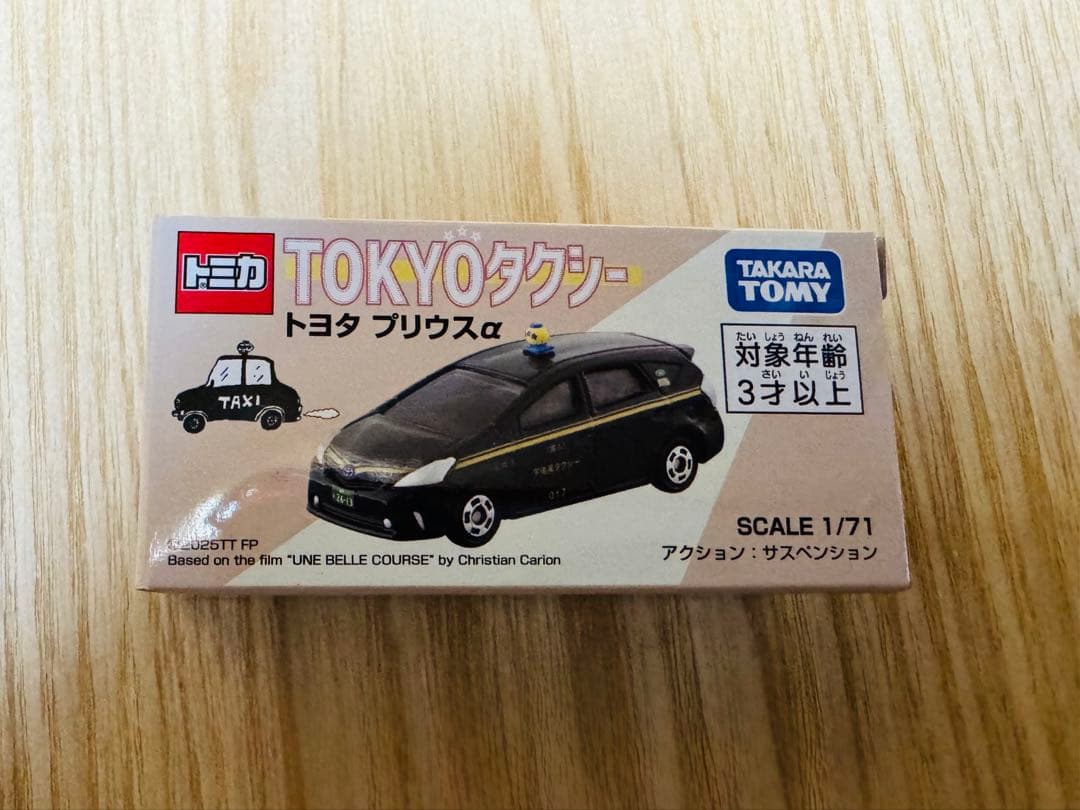 トミカ
TOKYOタクシー
トヨタ プリウスα
TAXI
TAKARA
TOMY
たい しょう ねん れい
対象年齢
さい い じょう
3才以上
26-13
017
SCALE 1/71
アクション：サスペンション
2025TT FP
Based on the film "UNE BELLE COURSE" by Christian Carion